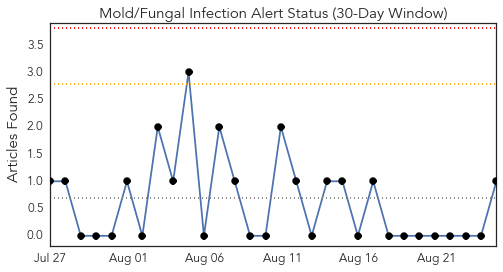 Mold/Fungal Infection Alert Status (30-Day Window)
Articles Found
3.5
3.0
2.5
2.0
1.5
1.0
0.5
0.0
Jul 27 Aug 01 Aug 06 Aug 11 Aug 16 Aug 21